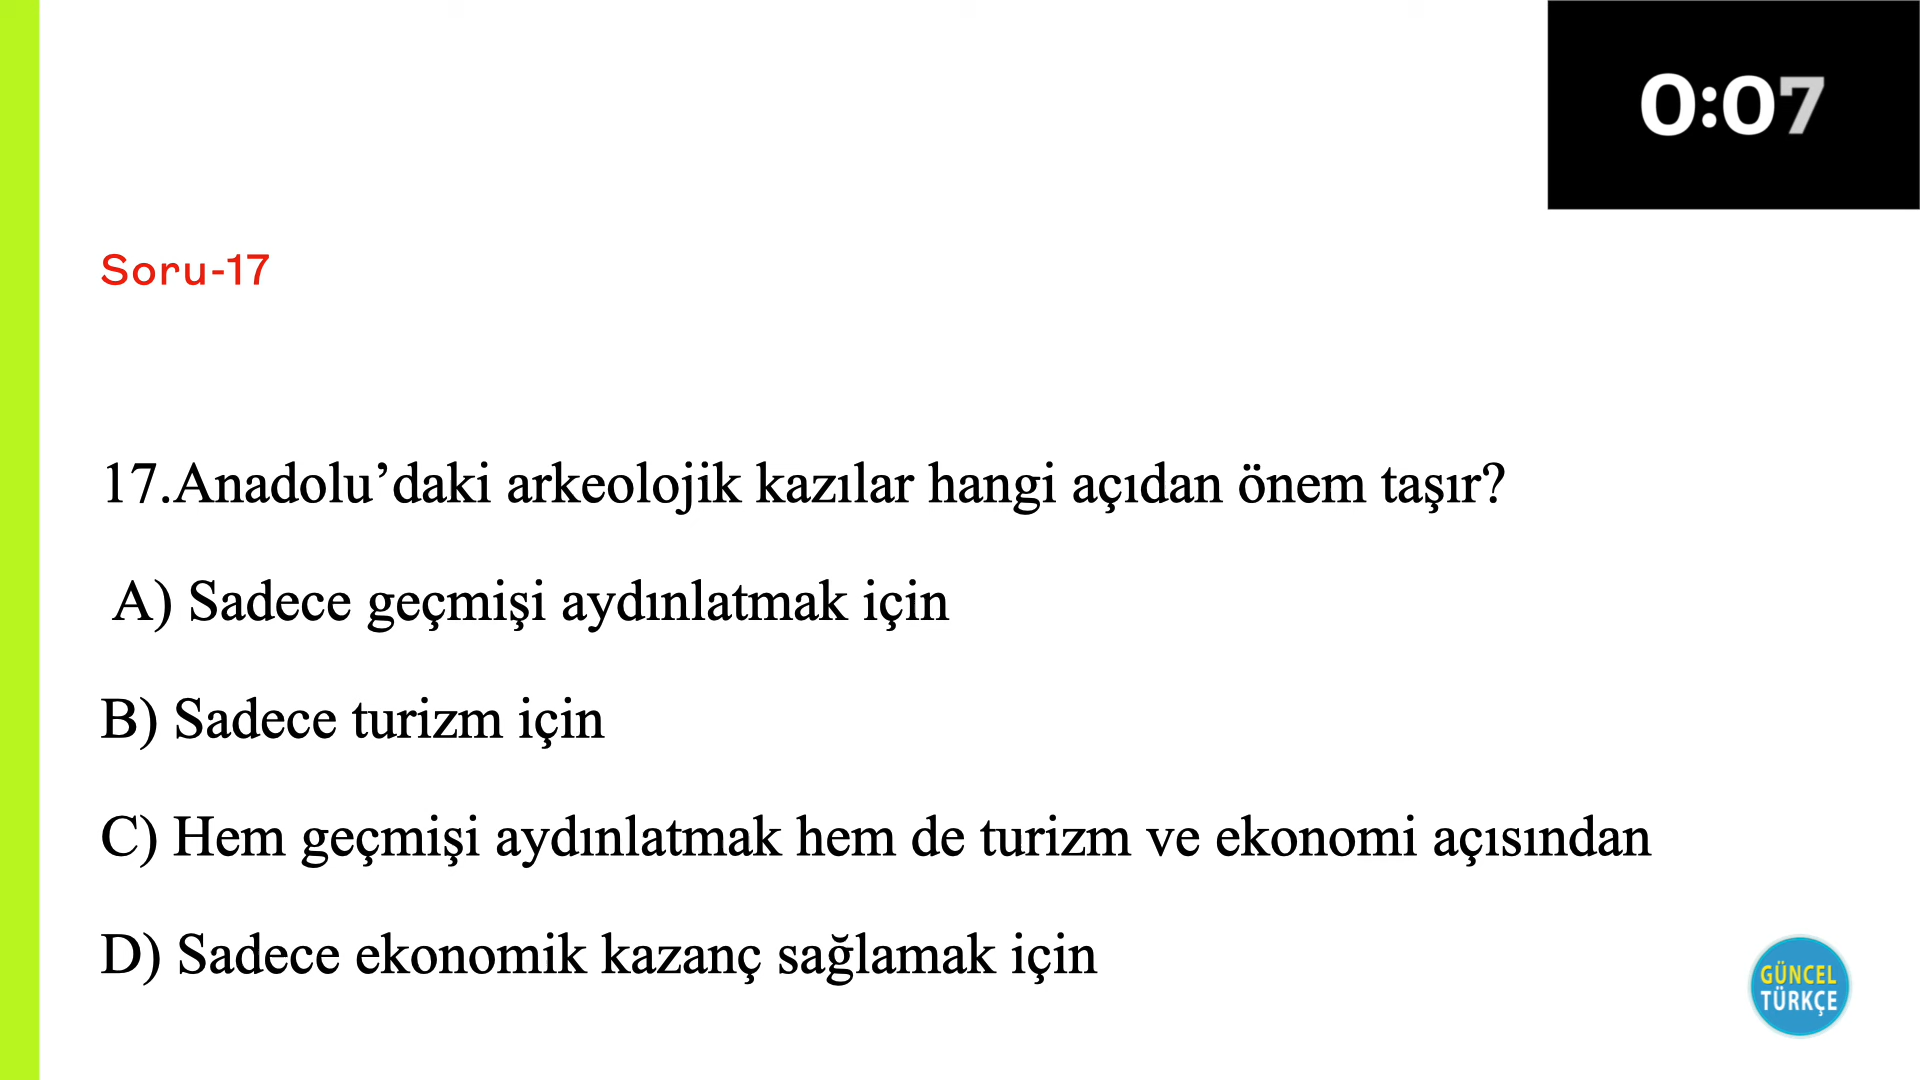 0:07
Soru-17
17.Anadolu’daki arkeolojik kazılar hangi açıdan önem taşır?
A) Sadece geçmişi aydınlatmak için
B) Sadece turizm için
C) Hem geçmişi aydınlatmak hem de turizm ve ekonomi açısından
D) Sadece ekonomik kazanç sağlamak için
GÜNCEL
TÜRKÇE